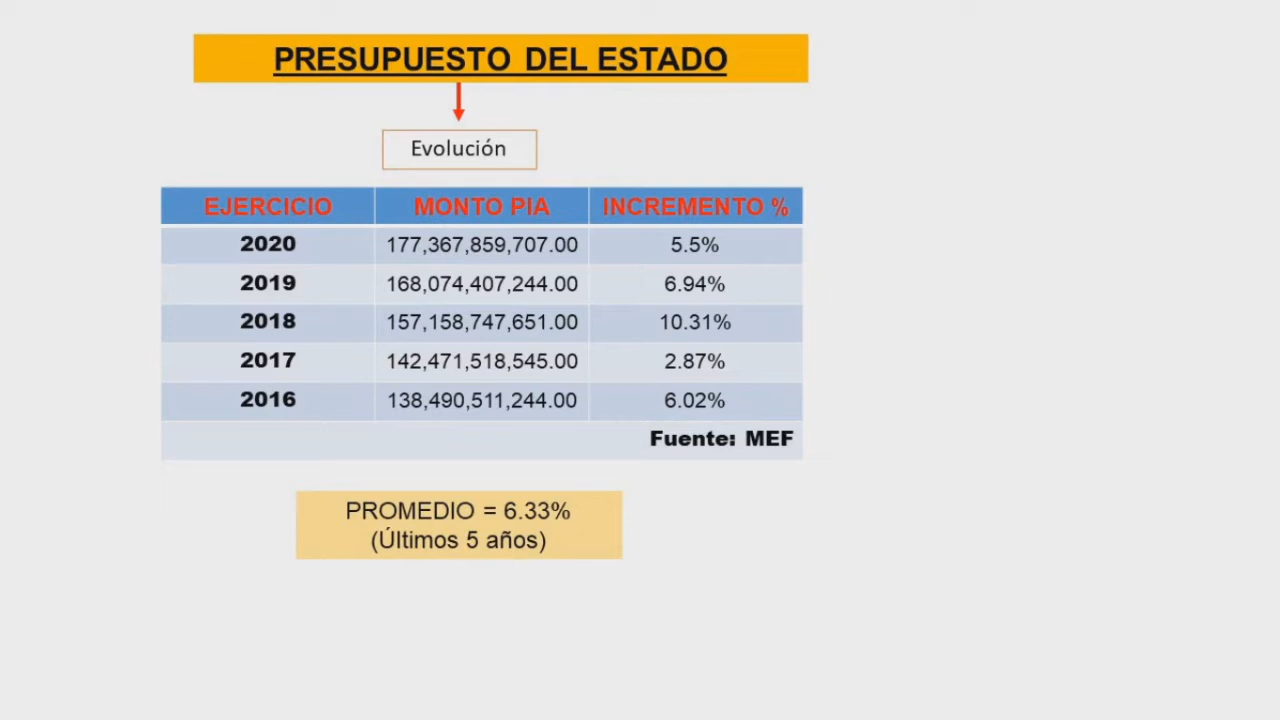 PRESUPUESTO DEL ESTADO
Evolución
EJERCICIO MONTO PIA INCREMENTO %
2020 177,367,859,707.00 5.5%
2019 168,074,407,244.00 6.94%
2018 157,158,747,651.00 10.31%
2017 142,471,518,545.00 2.87%
2016 138,490,511,244.00 6.02%
Fuente: MEF
PROMEDIO = 6.33%
(Últimos 5 años)